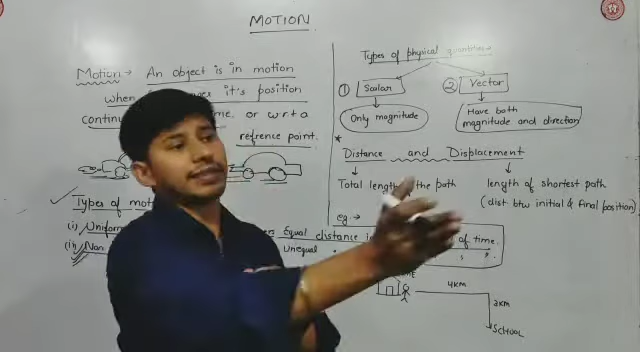 MOTION
Motion → An object is in motion
when it's position
continu me. or w.r.t a
refrence point.
Types of mot
(i) Uniform ers Equal distance i of time.
(ii) Non Unequal " "
Types of physical quantities →
① Scalar
② Vector
Only magnitude
Have both
magnitude and direction
* Distance and Displacement
Total length the path
length of shortest path
(dist. btw initial & final position)
eg. →
4KM
2KM
SCHOOL